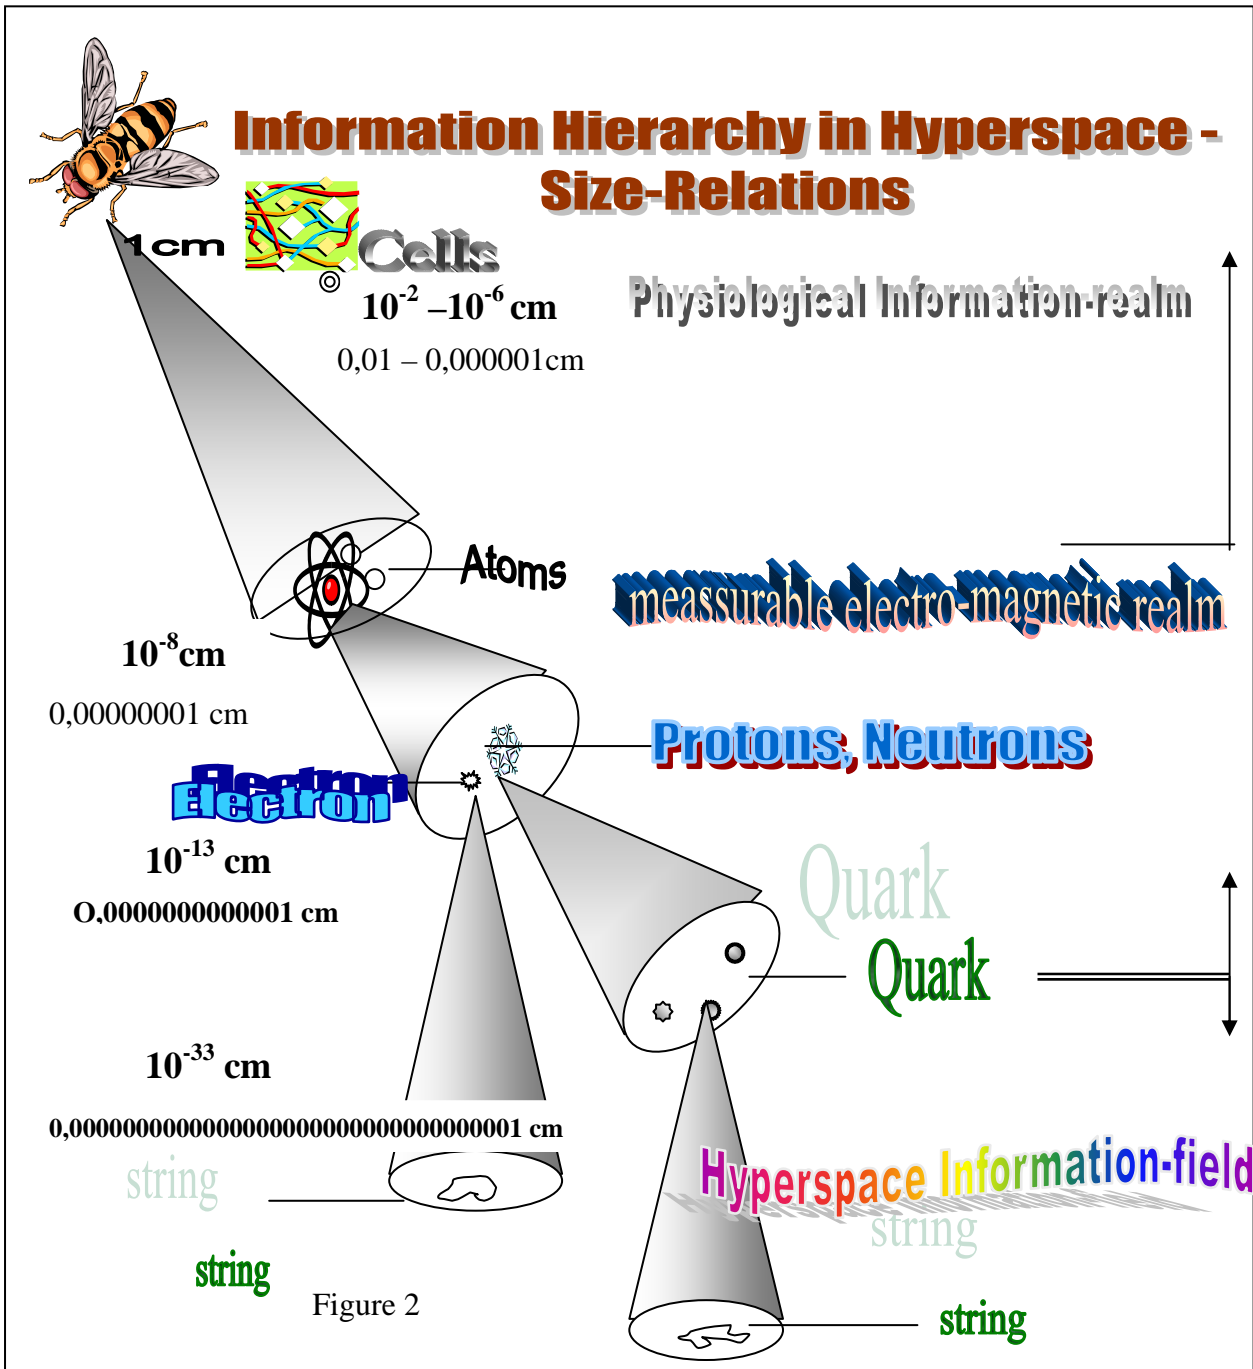 Information Hierarchy in Hyperspace -
Size-Relations
1cm
Cells
10⁻² –10⁻⁶ cm
0,01 – 0,000001cm
Physiological Information-realm
Atoms
meassurable electro-magnetic realm
10⁻⁸cm
0,00000001 cm
Protons, Neutrons
Electron
Electron
10⁻¹³ cm
O,0000000000001 cm
Quark
Quark
10⁻³³ cm
0,000000000000000000000000000000001 cm
string
Hyperspace Information-field
string
string
Figure 2
string